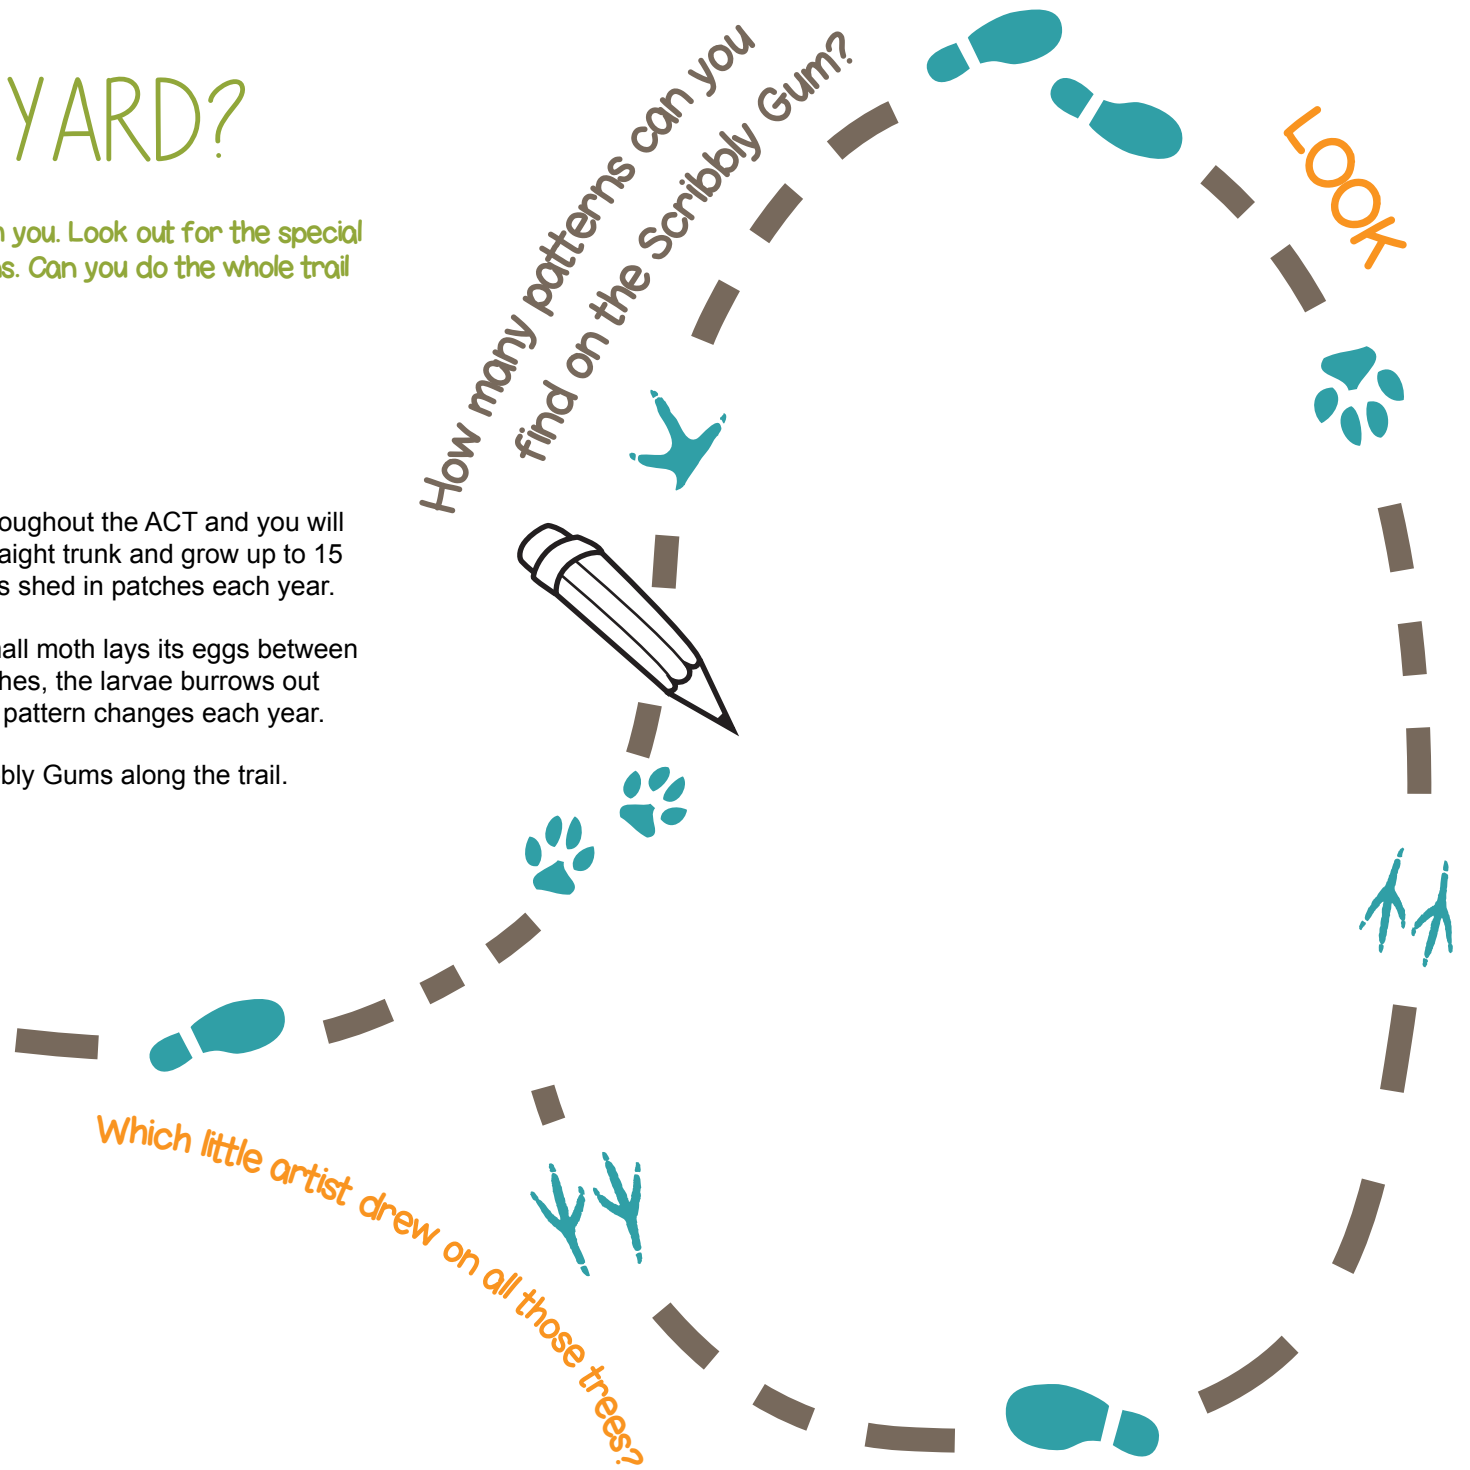 YARD?
n you. Look out for the special
s. Can you do the whole trail
roughout the ACT and you will
aight trunk and grow up to 15
s shed in patches each year.
all moth lays its eggs between
hes, the larvae burrows out
pattern changes each year.
bly Gums along the trail.
How many patterns can you
find on the Scribbly Gum?
LOOK
Which little artist drew on all those trees?